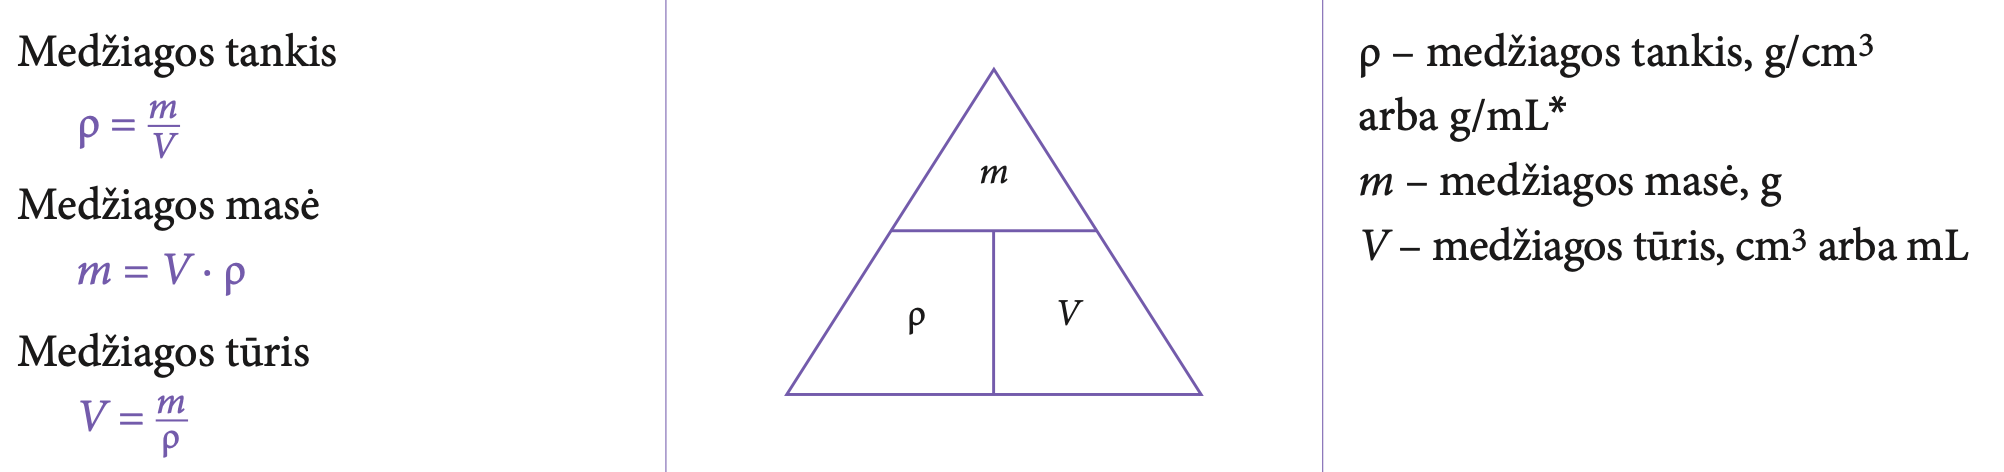 Medžiagos tankis
ρ = m/V
Medžiagos masė
m = V · ρ
Medžiagos tūris
V = m/ρ
m
ρ
V
ρ – medžiagos tankis, g/cm³
arba g/mL*
m – medžiagos masė, g
V – medžiagos tūris, cm³ arba mL